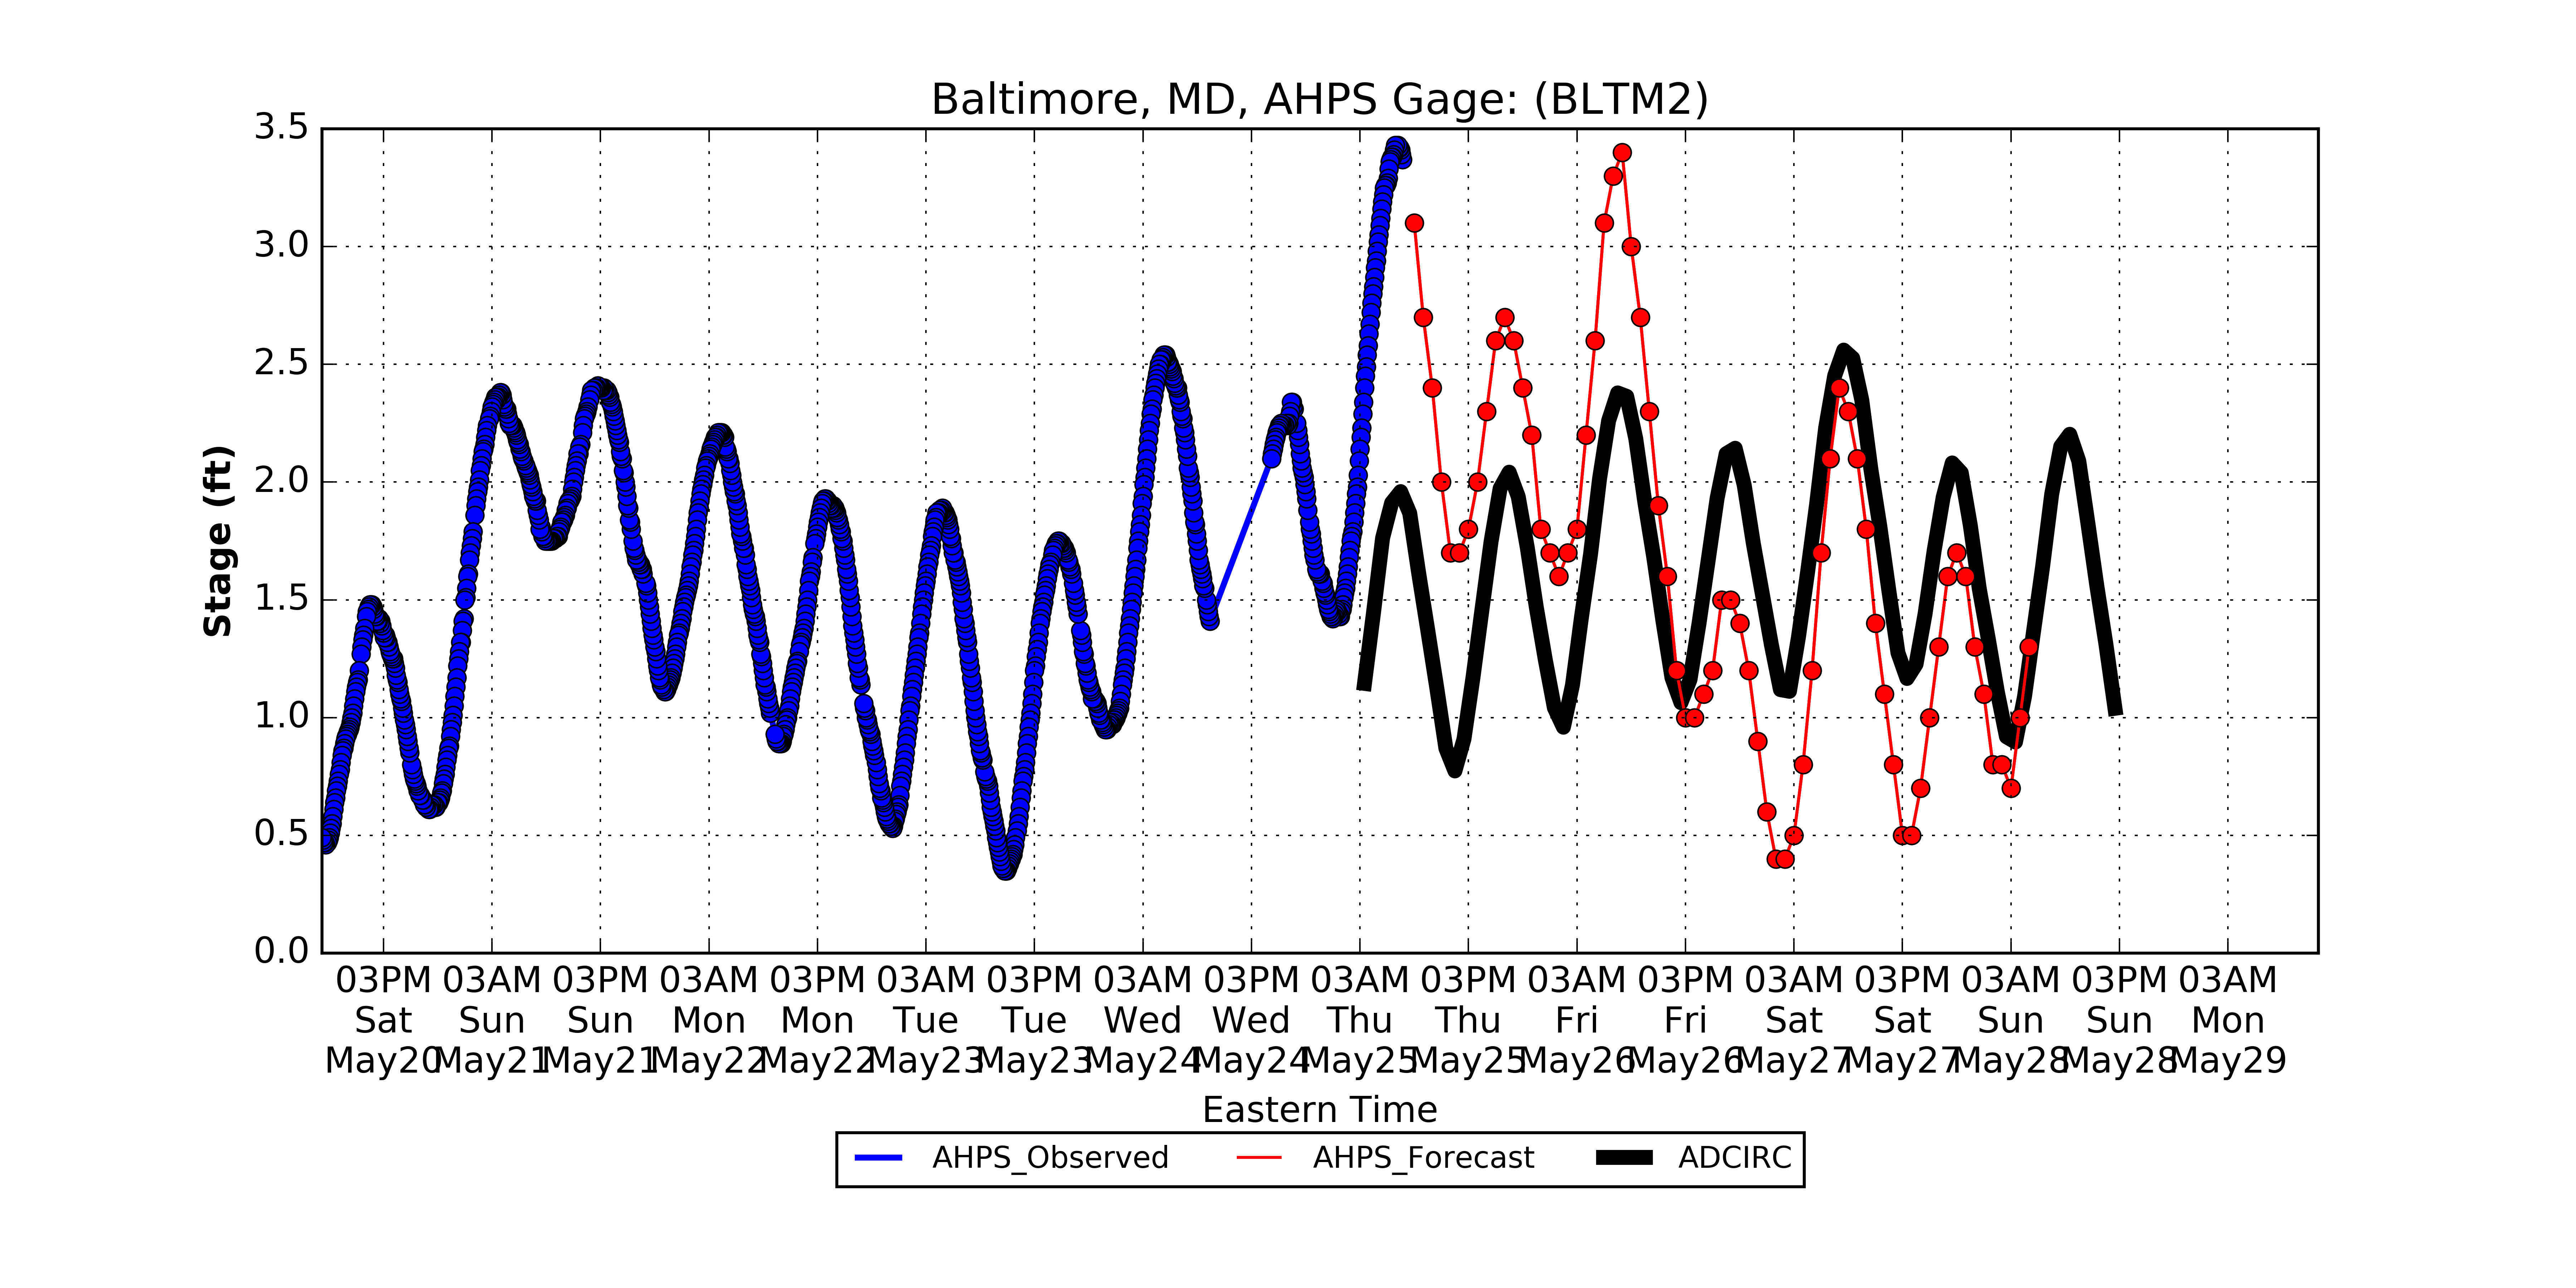 Baltimore, MD, AHPS Gage: (BLTM2)
3.5
3.0
2.5
2.0
1.5
1.0
0.5
0.0
Stage (ft)
03PM 03AM 03PM 03AM 03PM 03AM 03PM 03AM 03PM 03AM 03PM 03AM 03PM 03AM 03PM 03AM 03PM 03AM
Sat Sun Sun Mon Mon Tue Tue Wed Wed Thu Thu Fri Fri Sat Sat Sun Sun Mon
May20 May21 May21 May22 May22 May23 May23 May24 May24 May25 May25 May26 May26 May27 May27 May28 May28 May29
Eastern Time
AHPS_Observed AHPS_Forecast ADCIRC